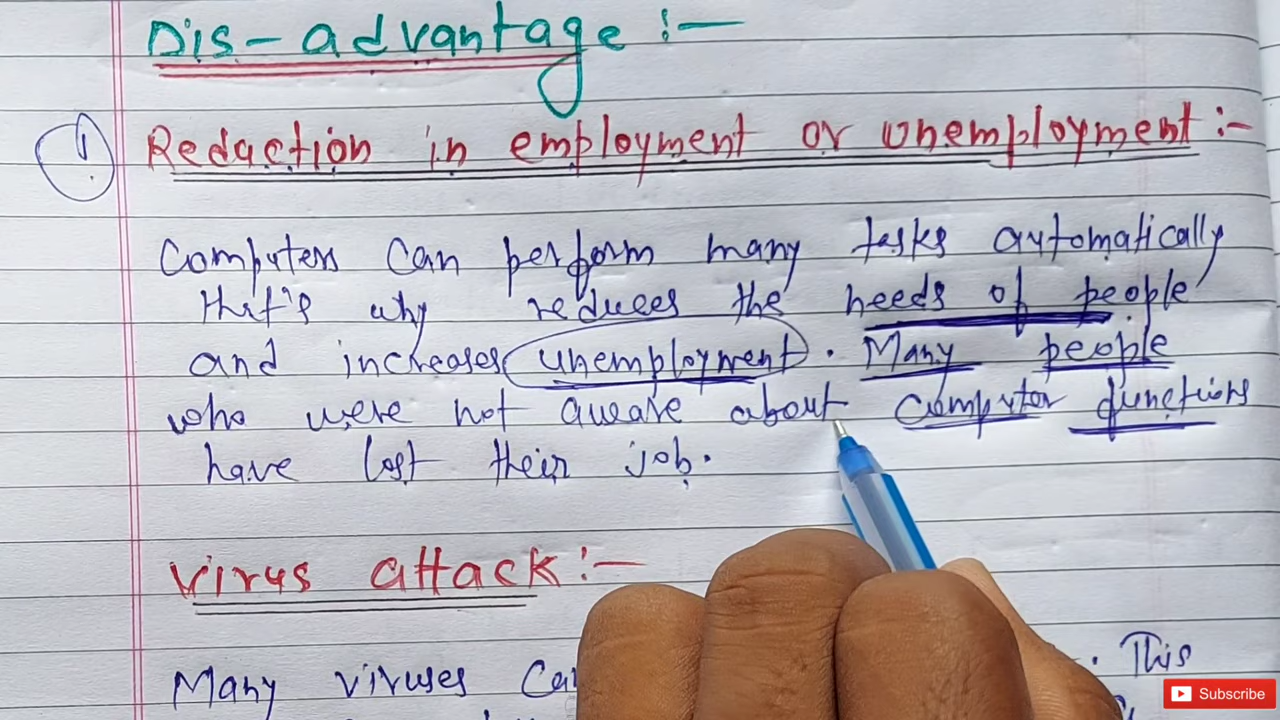 Dis-advantage :-
1 Redaction in employment or unemployment :-
Computers can perform many tasks automatically
that's why reduces the needs of people
and increases unemployment. Many people
who were not aware about computer functions
have lost their job.
Virus attack :-
Many viruses This
Subscribe